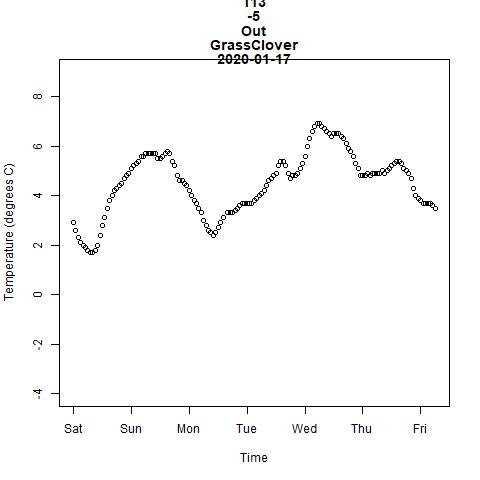 T13
-5
Out
GrassClover
2020-01-17
Temperature (degrees C)
8
6
4
2
0
-2
-4
Sat Sun Mon Tue Wed Thu Fri
Time